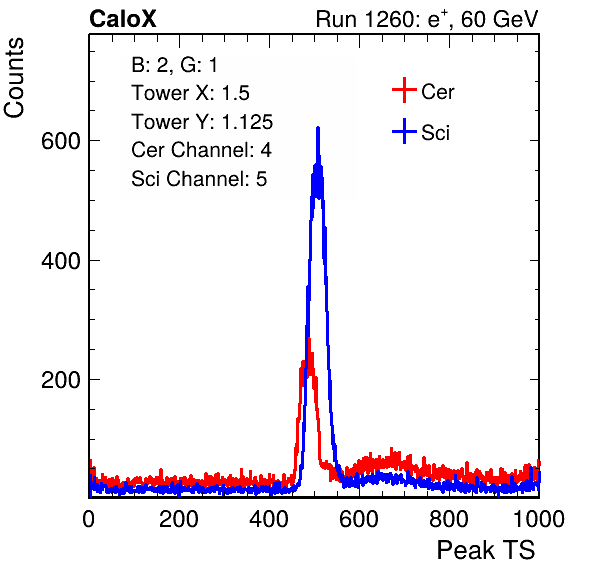 CaloX Run 1260: e⁺, 60 GeV
Counts
B: 2, G: 1
Tower X: 1.5
Tower Y: 1.125
Cer Channel: 4
Sci Channel: 5
Cer
Sci
600
400
200
0 200 400 600 800 1000
Peak TS